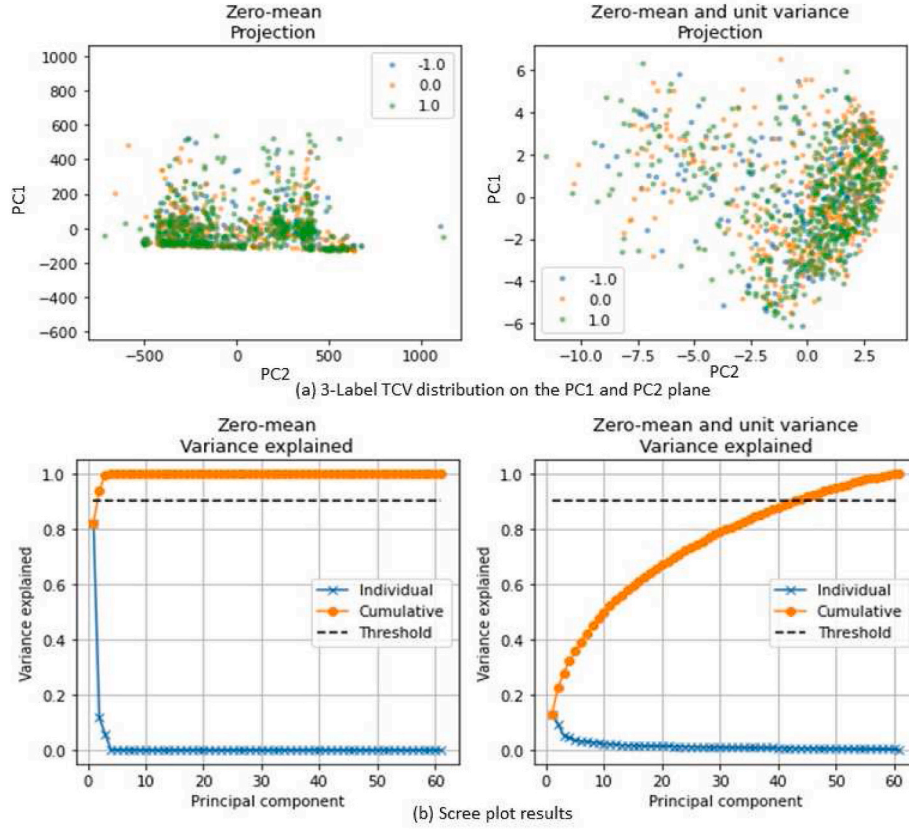 Zero-mean
Projection
1000
800
600
400
200
0
−200
−400
−600
PC1
−500
0
500
1000
PC2
-1.0
0.0
1.0
Zero-mean and unit variance
Projection
6
4
2
0
−2
−4
−6
PC1
−10.0
−7.5
−5.0
−2.5
0.0
2.5
PC2
-1.0
0.0
1.0
(a) 3-Label TCV distribution on the PC1 and PC2 plane
Zero-mean
Variance explained
1.0
0.8
0.6
0.4
0.2
0.0
Variance explained
0
10
20
30
40
50
60
Principal component
Individual
Cumulative
Threshold
Zero-mean and unit variance
Variance explained
1.0
0.8
0.6
0.4
0.2
0.0
Variance explained
0
10
20
30
40
50
60
Principal component
Individual
Cumulative
Threshold
(b) Scree plot results